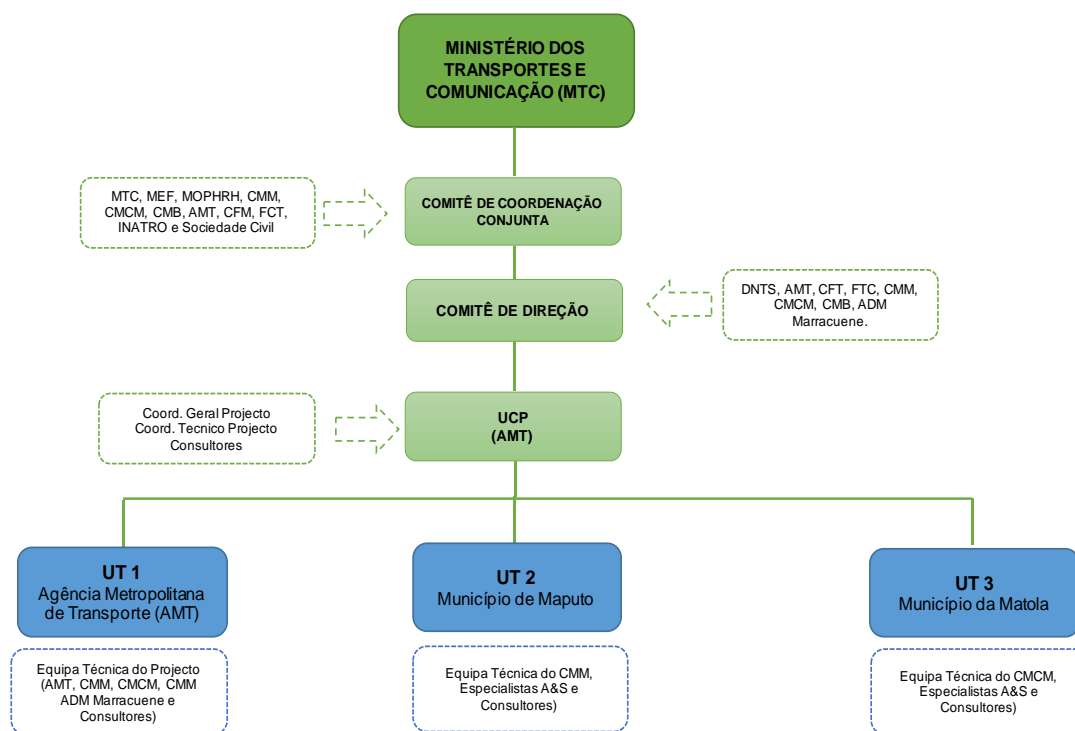 MINISTÉRIO DOS
TRANSPORTES E
COMUNICAÇÃO (MTC)
MTC, MEF, MOPHRH, CMM,
CMCM, CMB, AMT, CFM, FCT,
INATRO e Sociedade Civil
COMITÊ DE COORDENAÇÃO
CONJUNTA
COMITÊ DE DIREÇÃO
DNTS, AMT, CFT, FTC, CMM,
CMCM, CMB, ADM
Marracuene.
Coord. Geral Projecto
Coord. Tecnico Projecto
Consultores
UCP
(AMT)
UT 1
Agência Metropolitana
de Transporte (AMT)
UT 2
Município de Maputo
UT 3
Município da Matola
Equipa Técnica do Projecto
(AMT, CMM, CMCM, CMM
ADM Marracuene e
Consultores)
Equipa Técnica do CMM,
Especialistas A&S e
Consultores)
Equipa Técnica do CMCM,
Especialistas A&S e
Consultores)